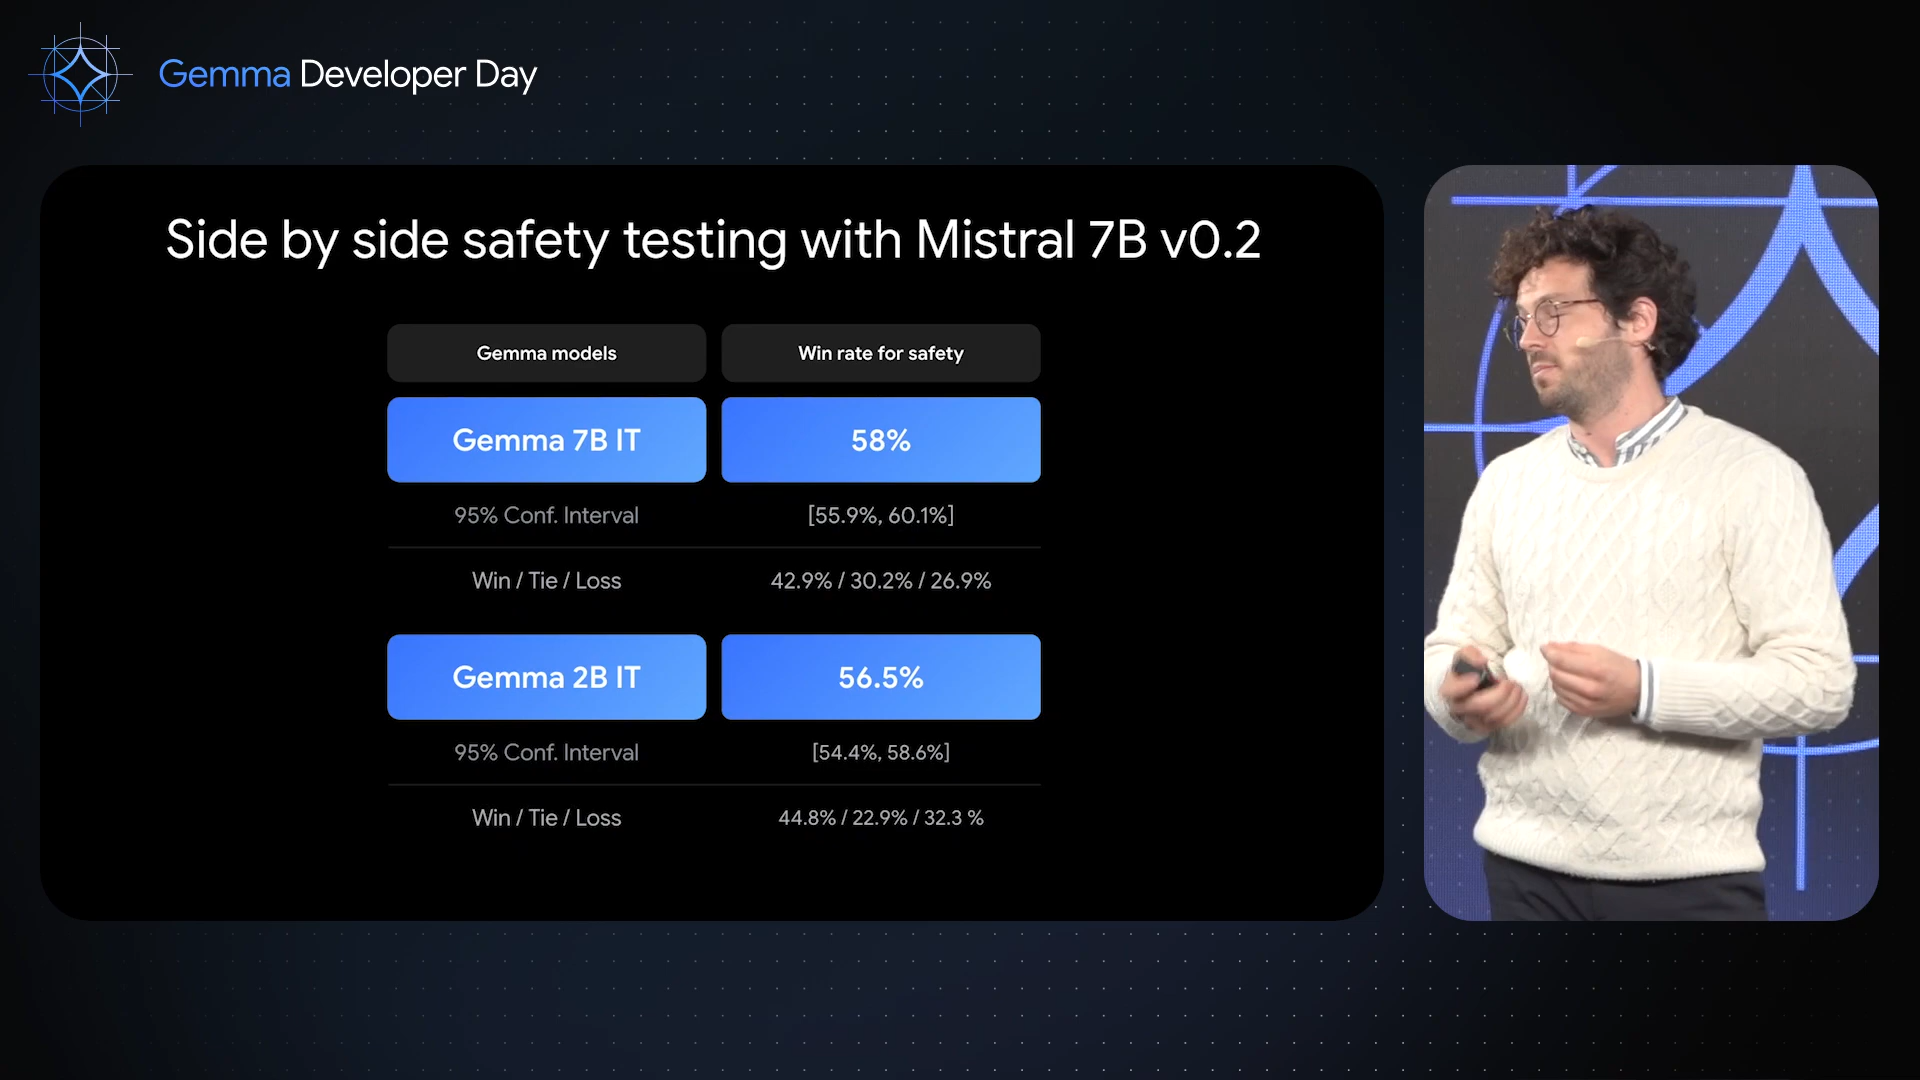 Gemma Developer Day
Side by side safety testing with Mistral 7B v0.2
Gemma models Win rate for safety
Gemma 7B IT 58%
95% Conf. Interval [55.9%, 60.1%]
Win / Tie / Loss 42.9% / 30.2% / 26.9%
Gemma 2B IT 56.5%
95% Conf. Interval [54.4%, 58.6%]
Win / Tie / Loss 44.8% / 22.9% / 32.3 %